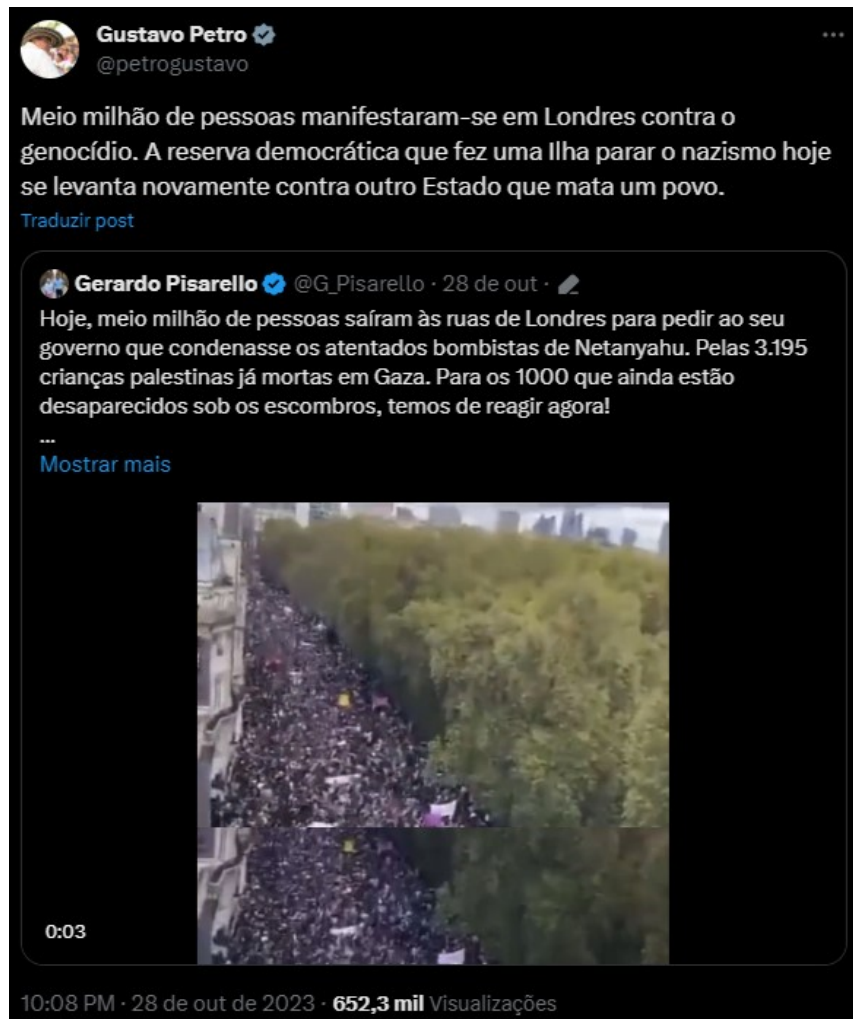 Gustavo Petro
@petrogustavo
Meio milhão de pessoas manifestaram-se em Londres contra o
genocídio. A reserva democrática que fez uma Ilha parar o nazismo hoje
se levanta novamente contra outro Estado que mata um povo.
Traduzir post
Gerardo Pisarello @G_Pisarello · 28 de out ·
Hoje, meio milhão de pessoas saíram às ruas de Londres para pedir ao seu
governo que condenasse os atentados bombistas de Netanyahu. Pelas 3.195
crianças palestinas já mortas em Gaza. Para os 1000 que ainda estão
desaparecidos sob os escombros, temos de reagir agora!
...
Mostrar mais
0:03
10:08 PM · 28 de out de 2023 · 652,3 mil Visualizações